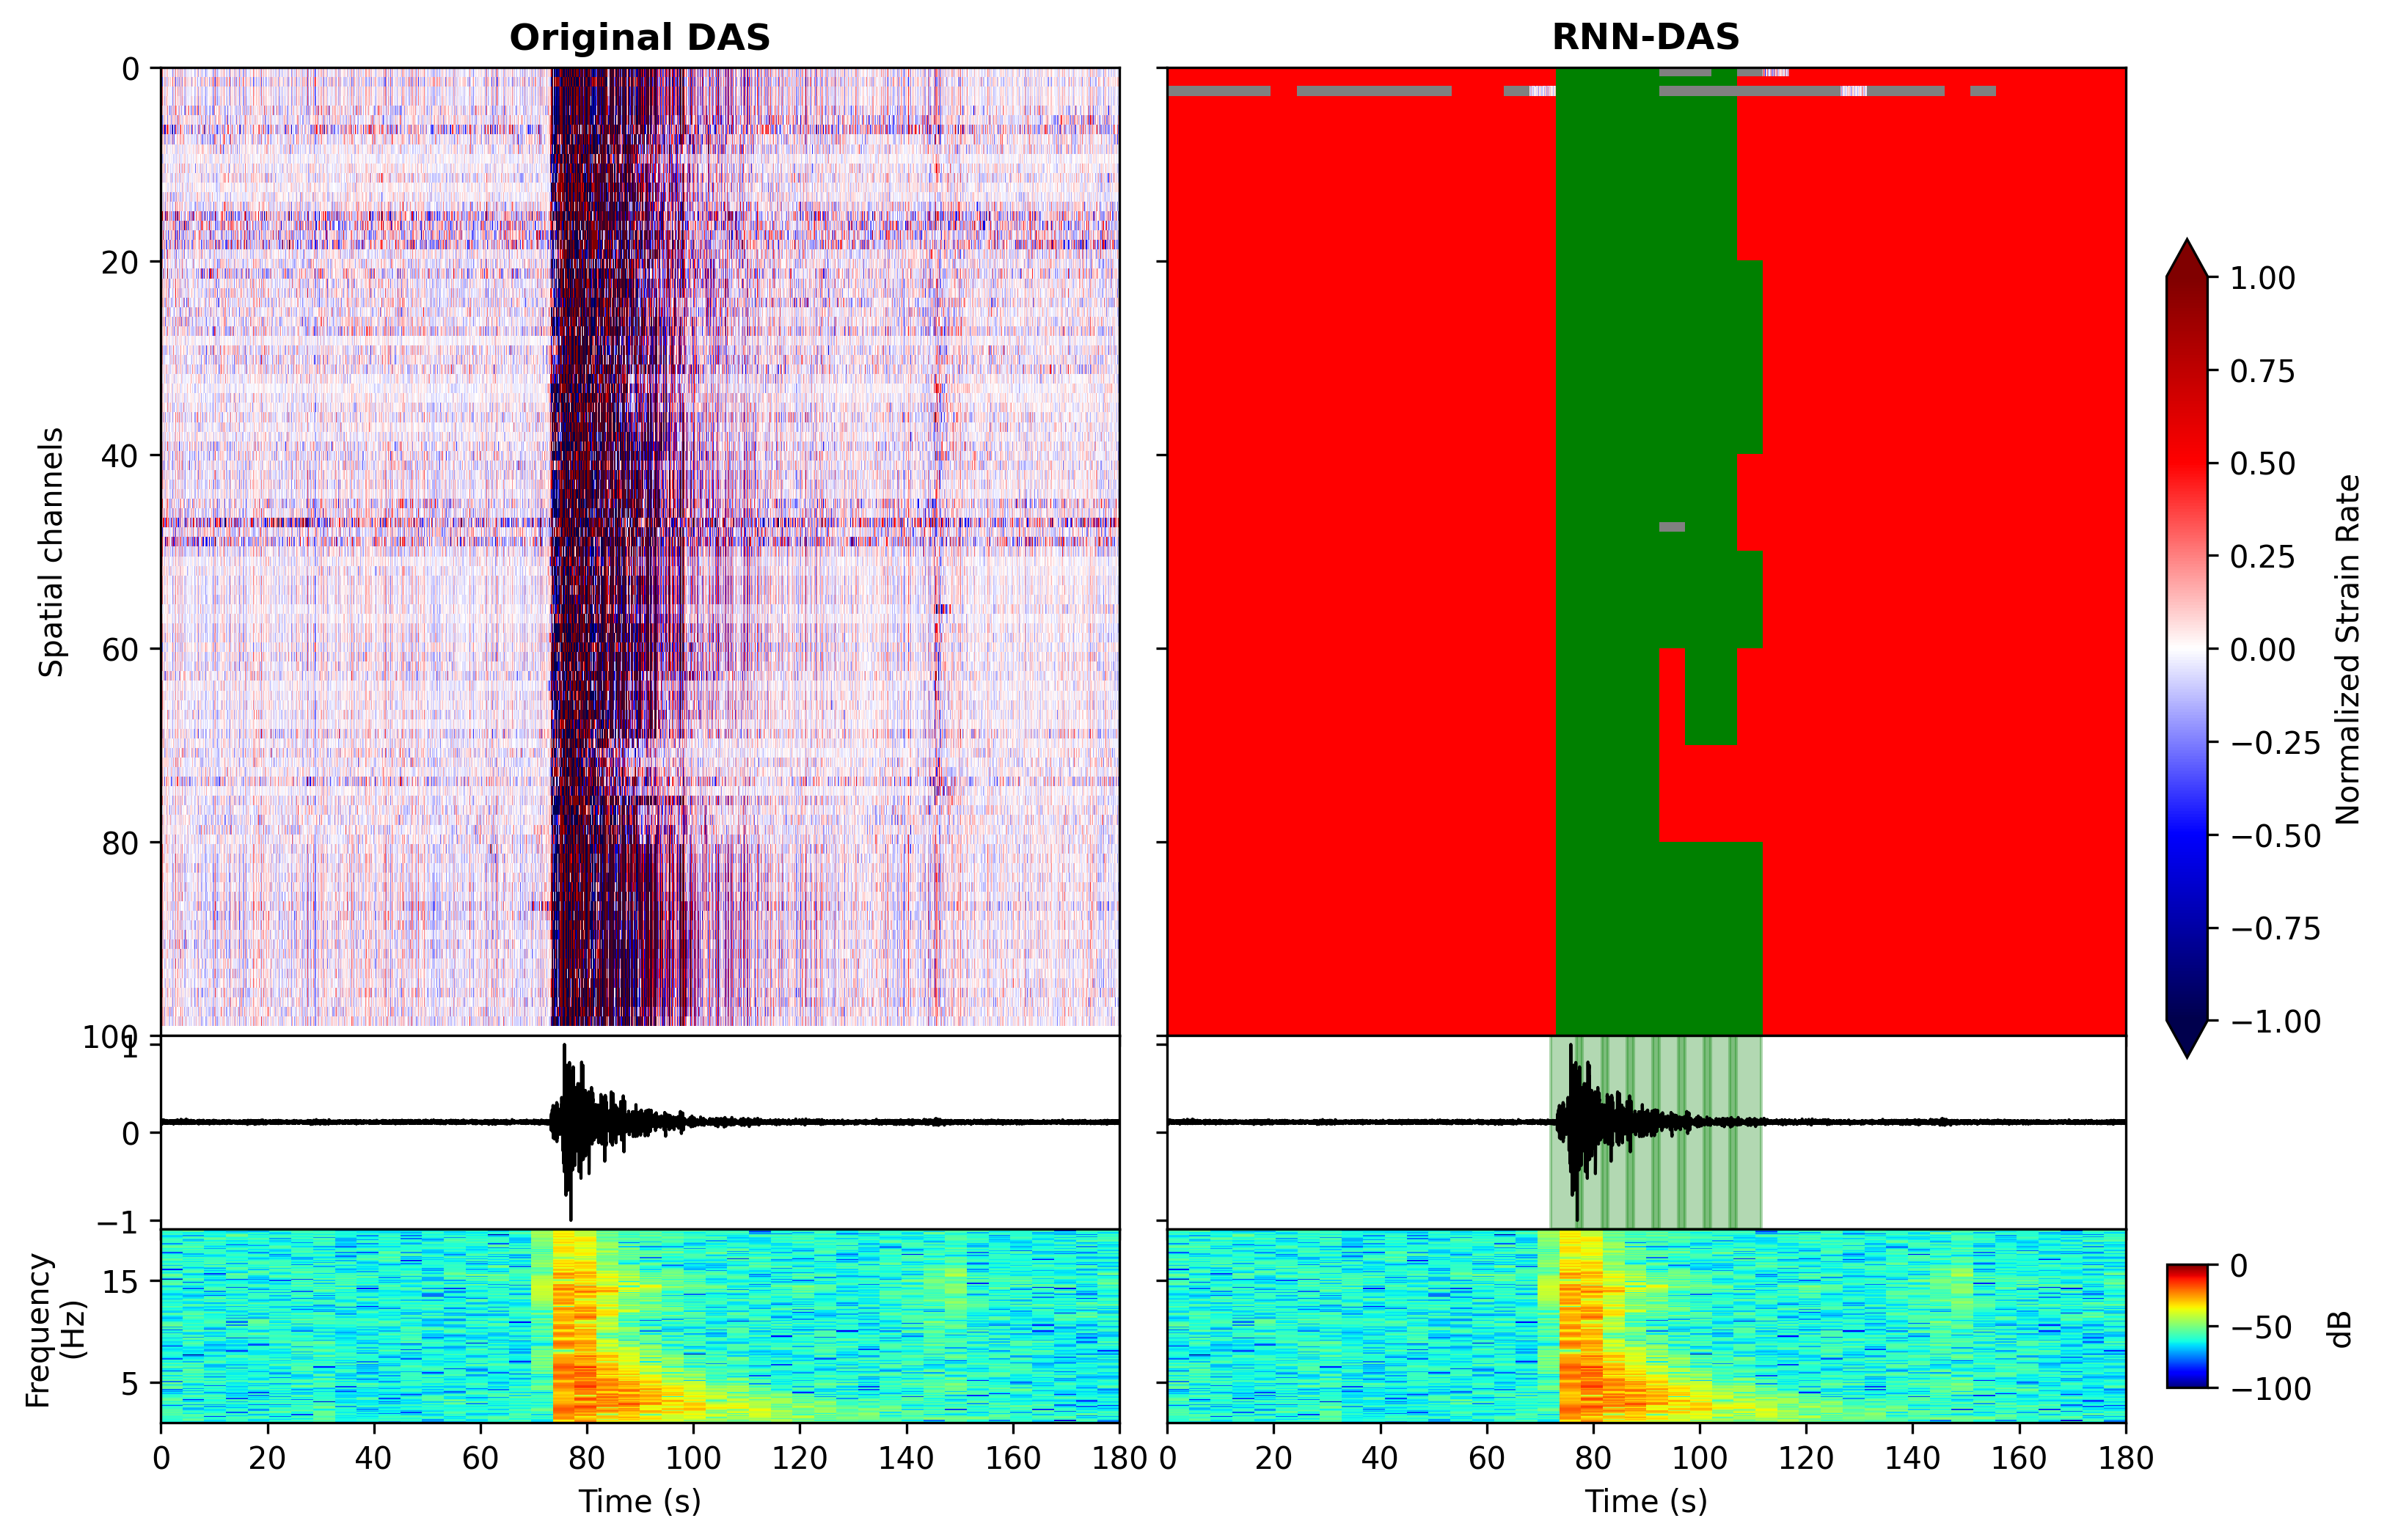 Original DAS
RNN-DAS
0
20
40
60
80
100
Spatial channels
1.00
0.75
0.50
0.25
0.00
−0.25
−0.50
−0.75
−1.00
Normalized Strain Rate
1
0
−1
Frequency
(Hz)
15
5
0
−50
−100
dB
0 20 40 60 80 100 120 140 160 180
0 20 40 60 80 100 120 140 160 180
Time (s)
Time (s)